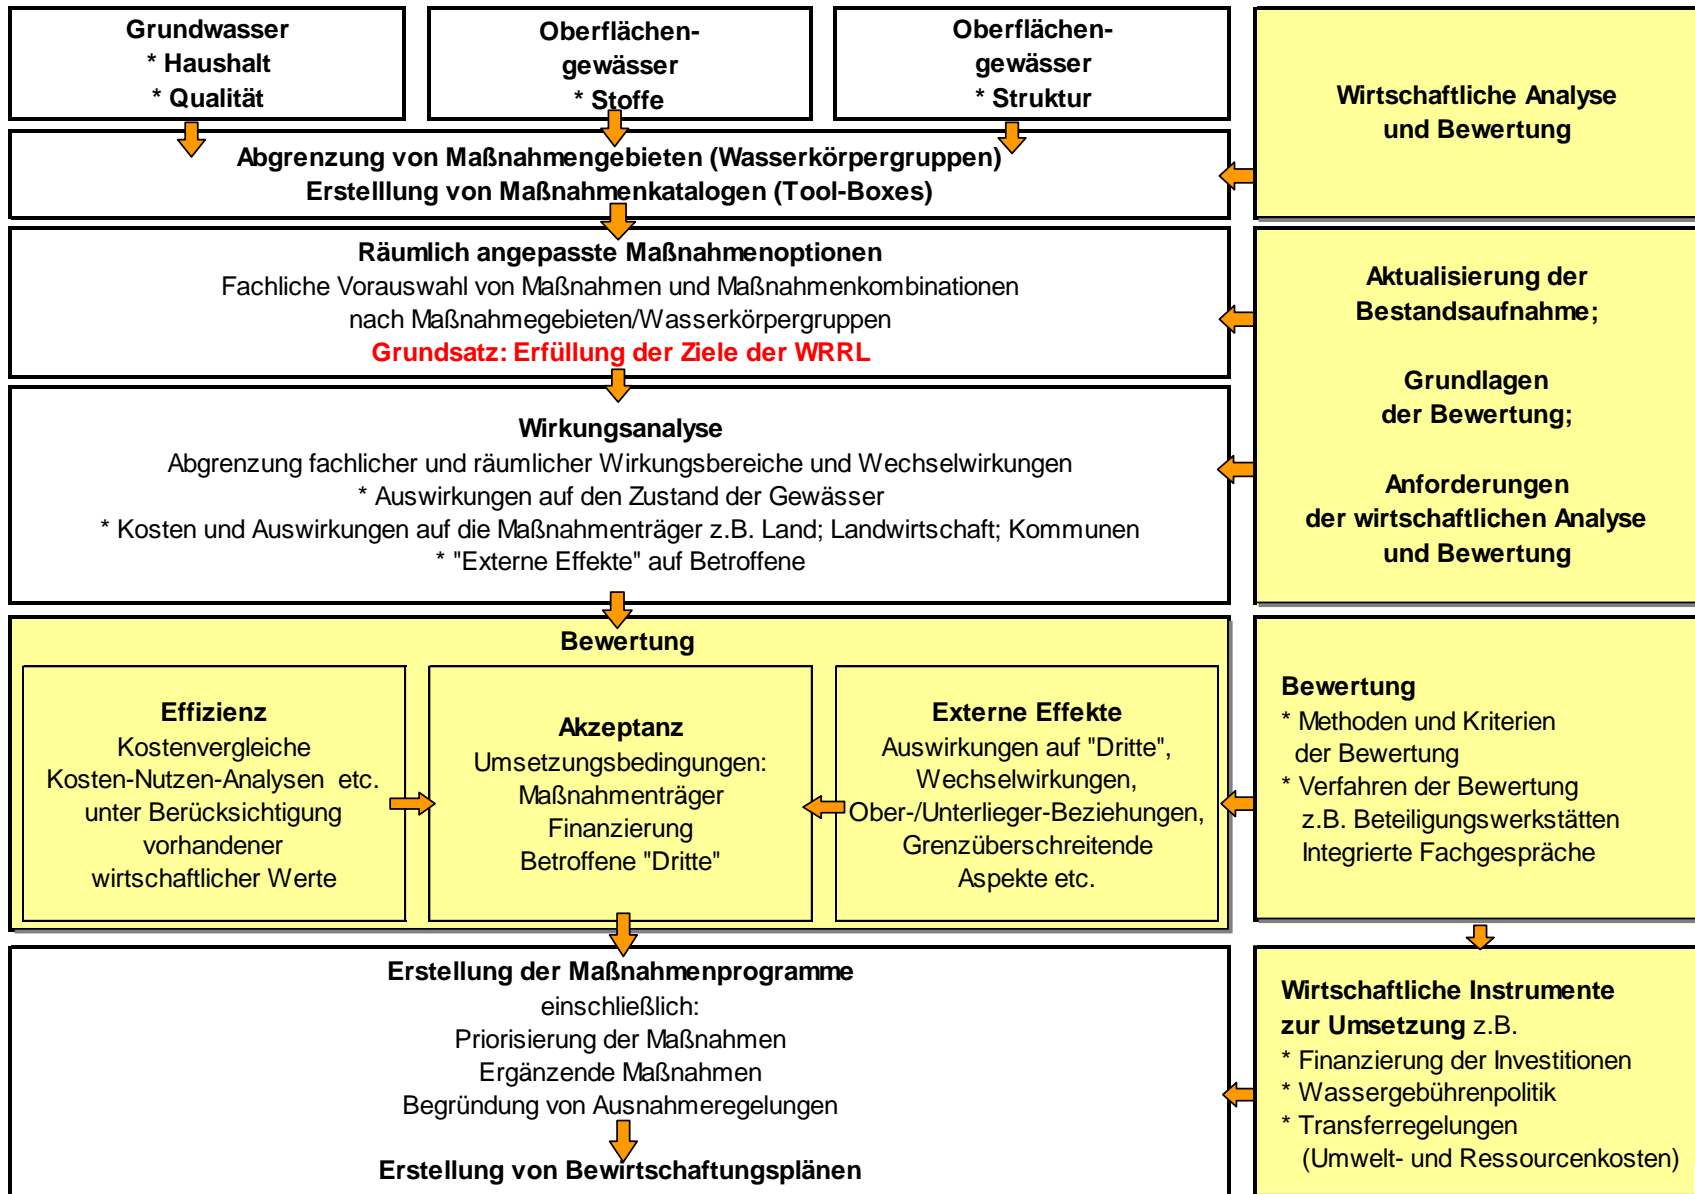 Grundwasser
* Haushalt
* Qualität
Oberflächen-
gewässer
* Stoffe
Oberflächen-
gewässer
* Struktur
Wirtschaftliche Analyse
und Bewertung
Abgrenzung von Maßnahmengebieten (Wasserkörpergruppen)
Erstelllung von Maßnahmenkatalogen (Tool-Boxes)
Räumlich angepasste Maßnahmenoptionen
Fachliche Vorauswahl von Maßnahmen und Maßnahmenkombinationen
nach Maßnahmegebieten/Wasserkörpergruppen
Grundsatz: Erfüllung der Ziele der WRRL
Aktualisierung der
Bestandsaufnahme;
Grundlagen
der Bewertung;
Anforderungen
der wirtschaftlichen Analyse
und Bewertung
Wirkungsanalyse
Abgrenzung fachlicher und räumlicher Wirkungsbereiche und Wechselwirkungen
* Auswirkungen auf den Zustand der Gewässer
* Kosten und Auswirkungen auf die Maßnahmenträger z.B. Land; Landwirtschaft; Kommunen
* "Externe Effekte" auf Betroffene
Bewertung
Effizienz
Kostenvergleiche
Kosten-Nutzen-Analysen etc.
unter Berücksichtigung
vorhandener
wirtschaftlicher Werte
Akzeptanz
Umsetzungsbedingungen:
Maßnahmenträger
Finanzierung
Betroffene "Dritte"
Externe Effekte
Auswirkungen auf "Dritte",
Wechselwirkungen,
Ober-/Unterlieger-Beziehungen,
Grenzüberschreitende
Aspekte etc.
Bewertung
* Methoden und Kriterien
der Bewertung
* Verfahren der Bewertung
z.B. Beteiligungswerkstätten
Integrierte Fachgespräche
Erstellung der Maßnahmenprogramme
einschließlich:
Priorisierung der Maßnahmen
Ergänzende Maßnahmen
Begründung von Ausnahmeregelungen
Erstellung von Bewirtschaftungsplänen
Wirtschaftliche Instrumente
zur Umsetzung z.B.
* Finanzierung der Investitionen
* Wassergebührenpolitik
* Transferregelungen
(Umwelt- und Ressourcenkosten)